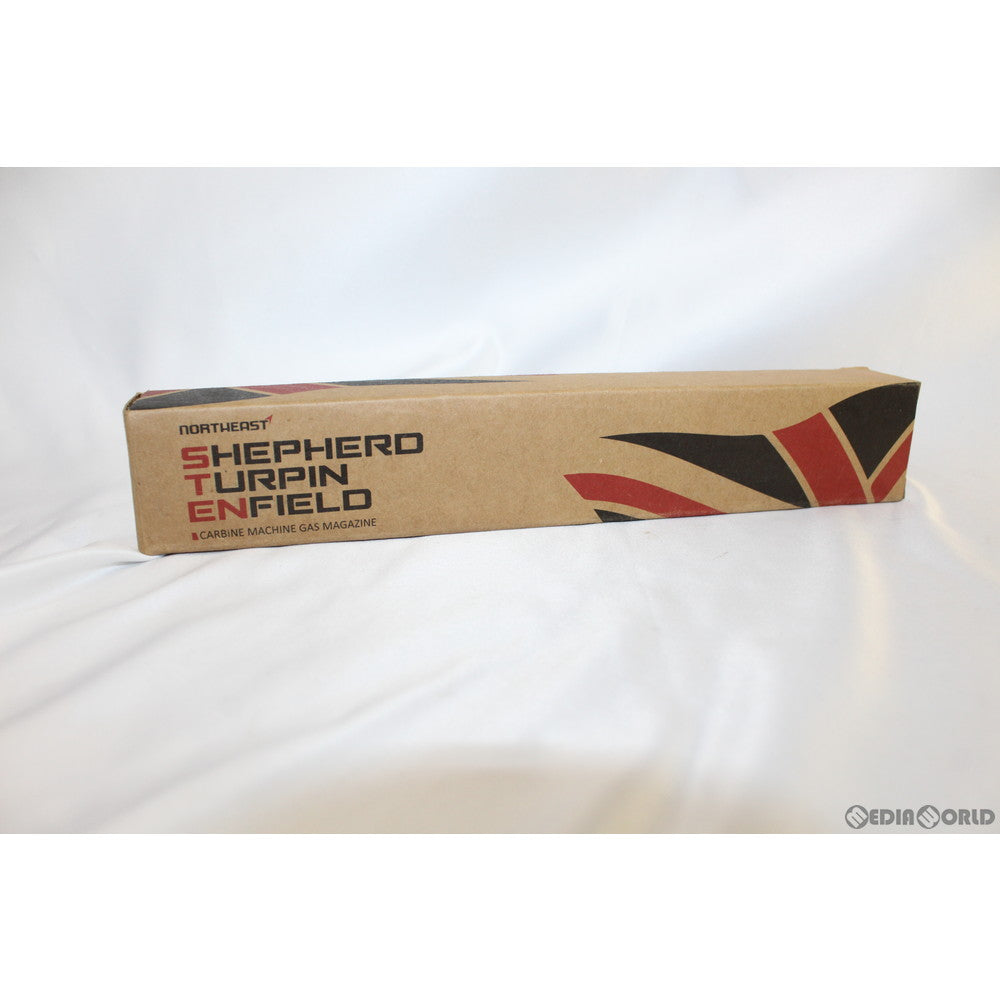 NORTHEAST
SHEPHERD
TURPIN
ENFIELD
CARBINE MACHINE GAS MAGAZINE
MEDIAWORLD